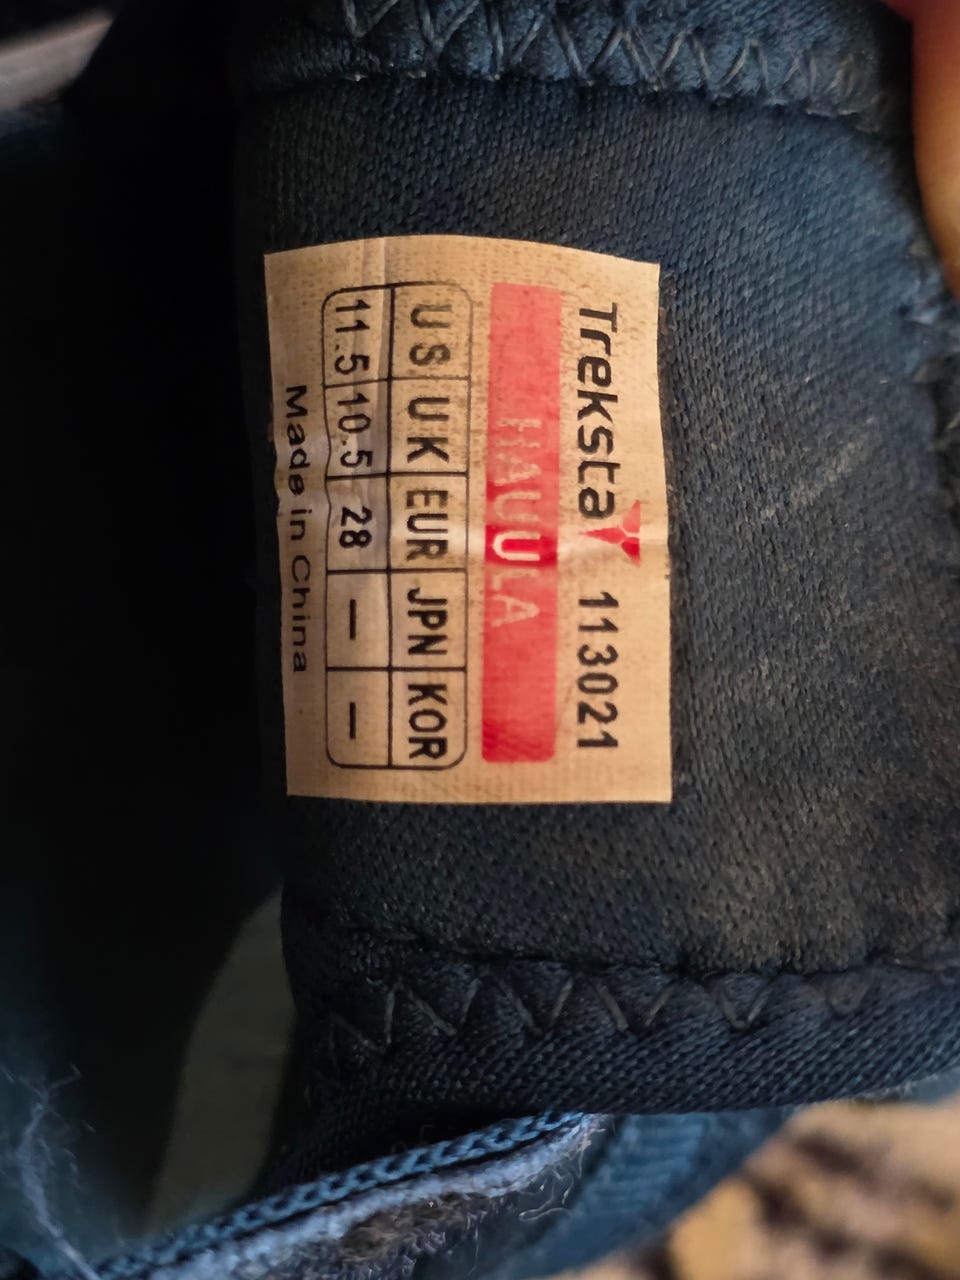 Treksta 113021
HAULA
US UK EUR JPN KOR
11.5 10.5 28 — —
Made in China